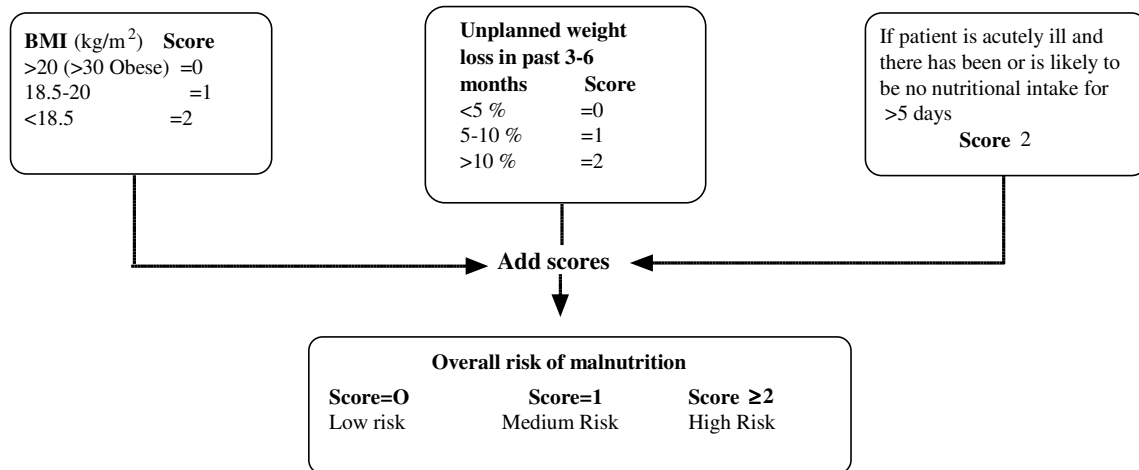 BMI (kg/m²) Score
>20 (>30 Obese) =0
18.5-20 =1
<18.5 =2
Unplanned weight
loss in past 3-6
months Score
<5 % =0
5-10 % =1
>10 % =2
If patient is acutely ill and
there has been or is likely to
be no nutritional intake for
>5 days
Score 2
Add scores
Overall risk of malnutrition
Score=O Score=1 Score ≥2
Low risk Medium Risk High Risk